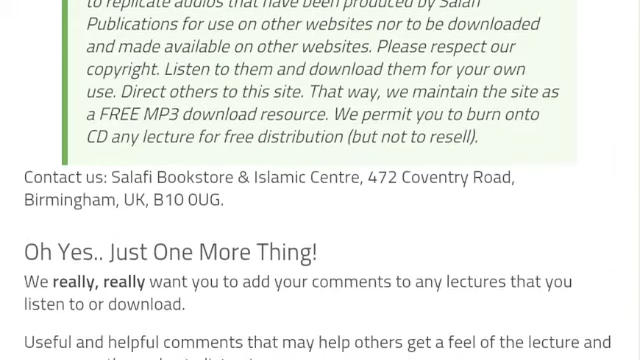 to replicate audios that have been produced by Salafi
Publications for use on other websites nor to be downloaded
and made available on other websites. Please respect our
copyright. Listen to them and download them for your own
use. Direct others to this site. That way, we maintain the site as
a FREE MP3 download resource. We permit you to burn onto
CD any lecture for free distribution (but not to resell).
Contact us: Salafi Bookstore & Islamic Centre, 472 Coventry Road,
Birmingham, UK, B10 0UG.
Oh Yes.. Just One More Thing!
We really, really want you to add your comments to any lectures that you
listen to or download.
Useful and helpful comments that may help others get a feel of the lecture and